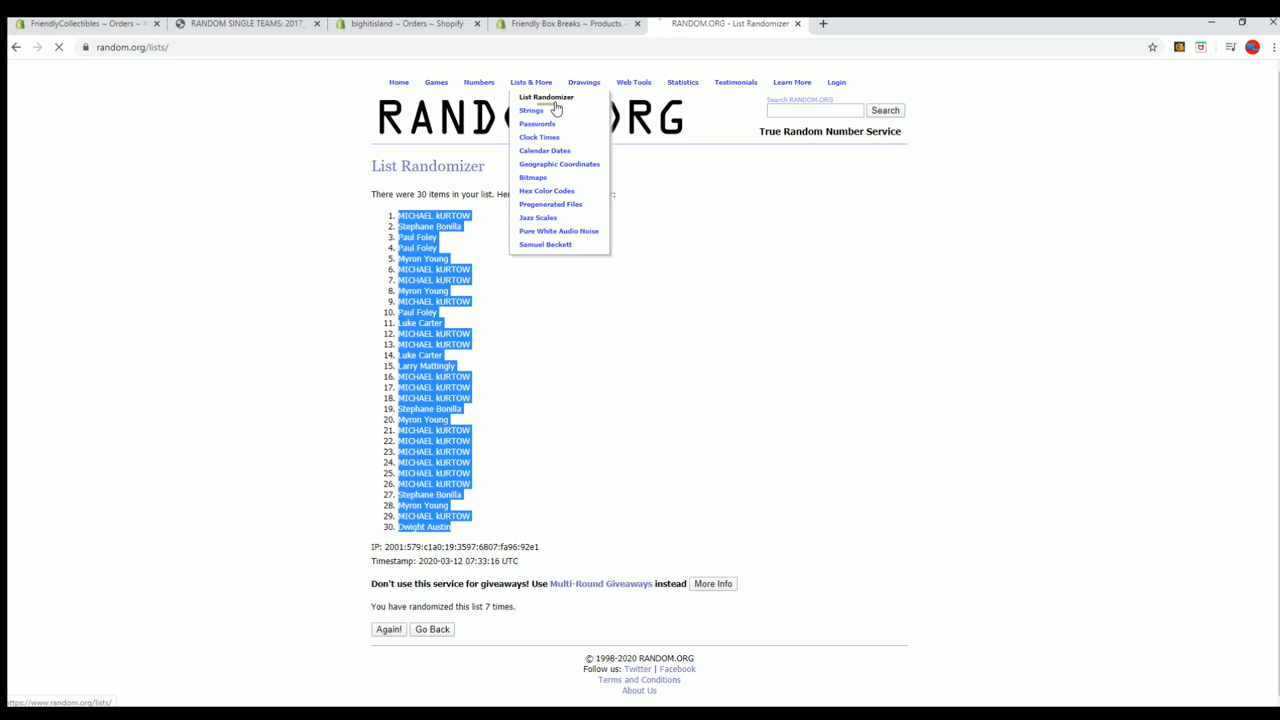 FriendlyCollectibles ~ Orders ~
RANDOM SINGLE TEAMS: 2017_
bighitisland ~ Orders ~ Shopify
Friendly Box Breaks ~ Products ~
RANDOM.ORG - List Randomizer
random.org/lists/
Home Games Numbers Lists & More Drawings Web Tools Statistics Testimonials Learn More Login
List Randomizer
Strings
Passwords
Clock Times
Calendar Dates
Geographic Coordinates
Bitmaps
Hex Color Codes
Pregenerated Files
Jazz Scales
Pure White Audio Noise
Samuel Beckett
Search RANDOM.ORG
Search
True Random Number Service
List Randomizer
There were 30 items in your list.
1. MICHAEL kURTOW
2. Stephane Bonilla
3. Paul Foley
4. Paul Foley
5. Myron Young
6. MICHAEL kURTOW
7. MICHAEL kURTOW
8. Myron Young
9. MICHAEL kURTOW
10. Paul Foley
11. Luke Carter
12. MICHAEL kURTOW
13. MICHAEL kURTOW
14. Luke Carter
15. Larry Mattingly
16. MICHAEL kURTOW
17. MICHAEL kURTOW
18. MICHAEL kURTOW
19. Stephane Bonilla
20. Myron Young
21. MICHAEL kURTOW
22. MICHAEL kURTOW
23. MICHAEL kURTOW
24. MICHAEL kURTOW
25. MICHAEL kURTOW
26. MICHAEL kURTOW
27. Stephane Bonilla
28. Myron Young
29. MICHAEL kURTOW
30. Dwight Austin
IP: 2001:579:c1a0:19:3597:6807:fa96:92e1
Timestamp: 2020-03-12 07:33:16 UTC
Don't use this service for giveaways! Use Multi-Round Giveaways instead More Info
You have randomized this list 7 times.
Again! Go Back
© 1998-2020 RANDOM.ORG
Follow us: Twitter | Facebook
Terms and Conditions
About Us
https://www.random.org/lists/